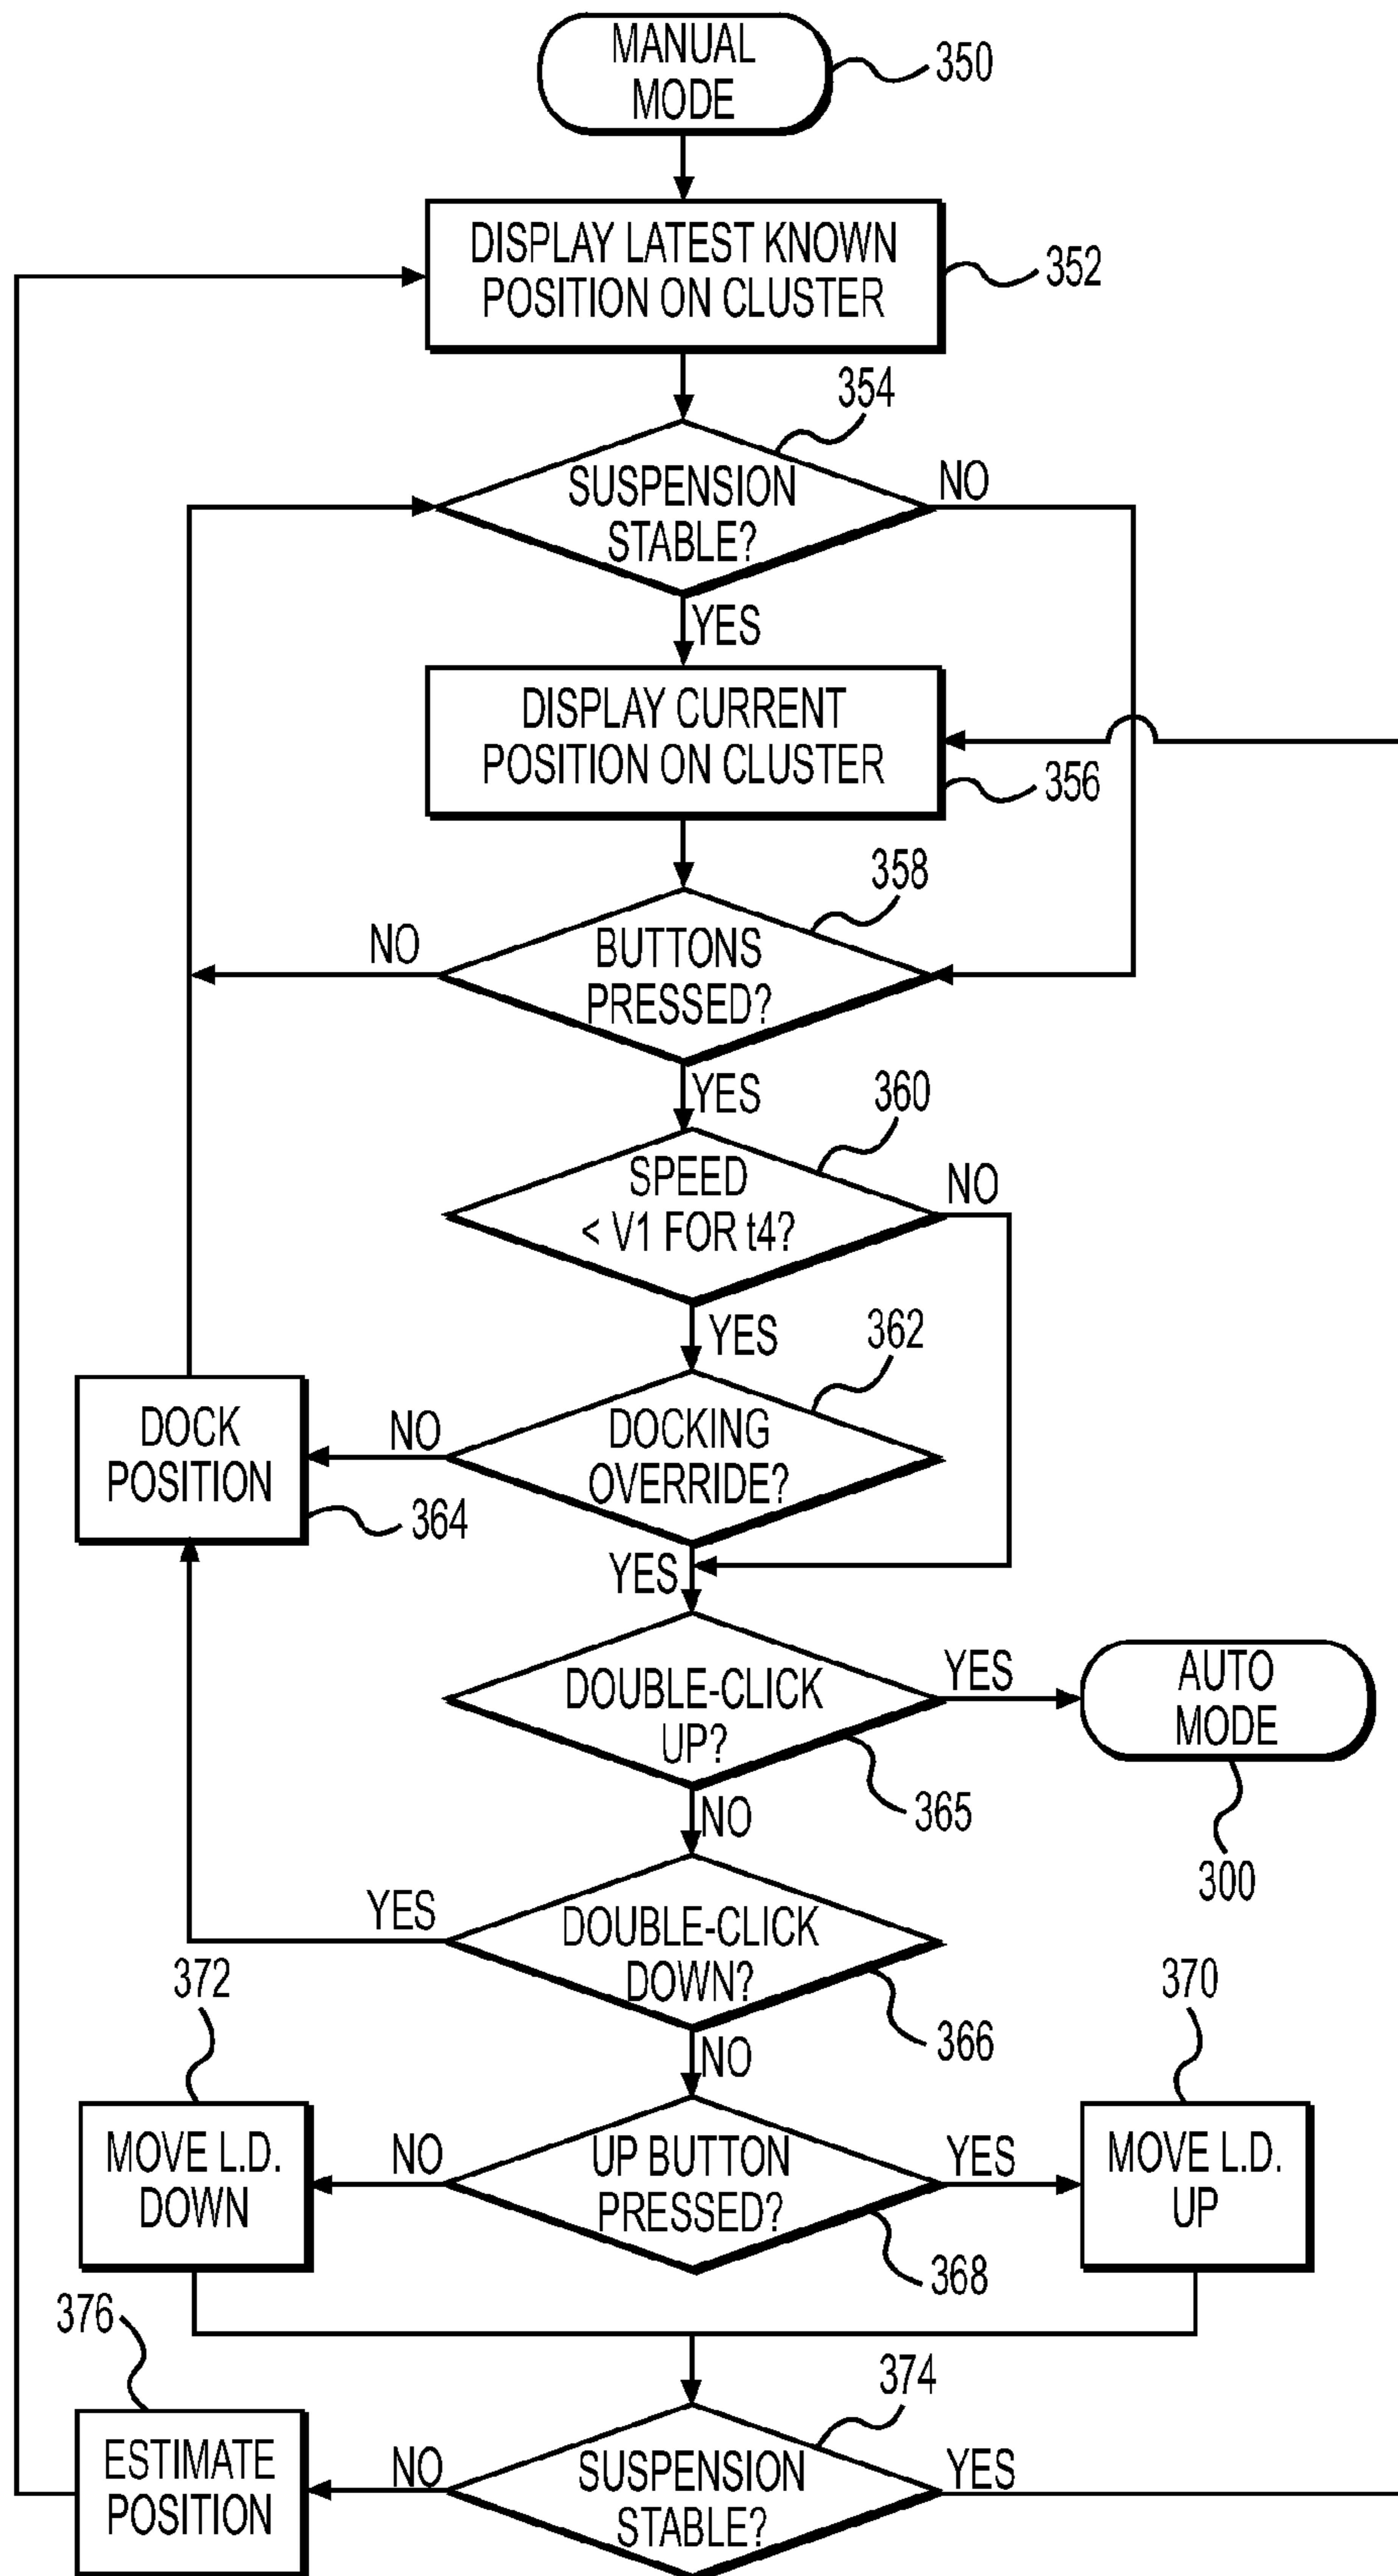 MANUAL
MODE
350
DISPLAY LATEST KNOWN
POSITION ON CLUSTER
352
354
SUSPENSION
STABLE?
NO
YES
DISPLAY CURRENT
POSITION ON CLUSTER
356
358
NO
BUTTONS
PRESSED?
YES
360
SPEED
< V1 FOR t4?
NO
YES
362
DOCK
POSITION
364
NO
DOCKING
OVERRIDE?
YES
DOUBLE-CLICK
UP?
YES
AUTO
MODE
365
300
NO
YES
DOUBLE-CLICK
DOWN?
366
372
370
NO
MOVE L.D.
DOWN
NO
UP BUTTON
PRESSED?
YES
MOVE L.D.
UP
368
376
374
ESTIMATE
POSITION
NO
SUSPENSION
STABLE?
YES